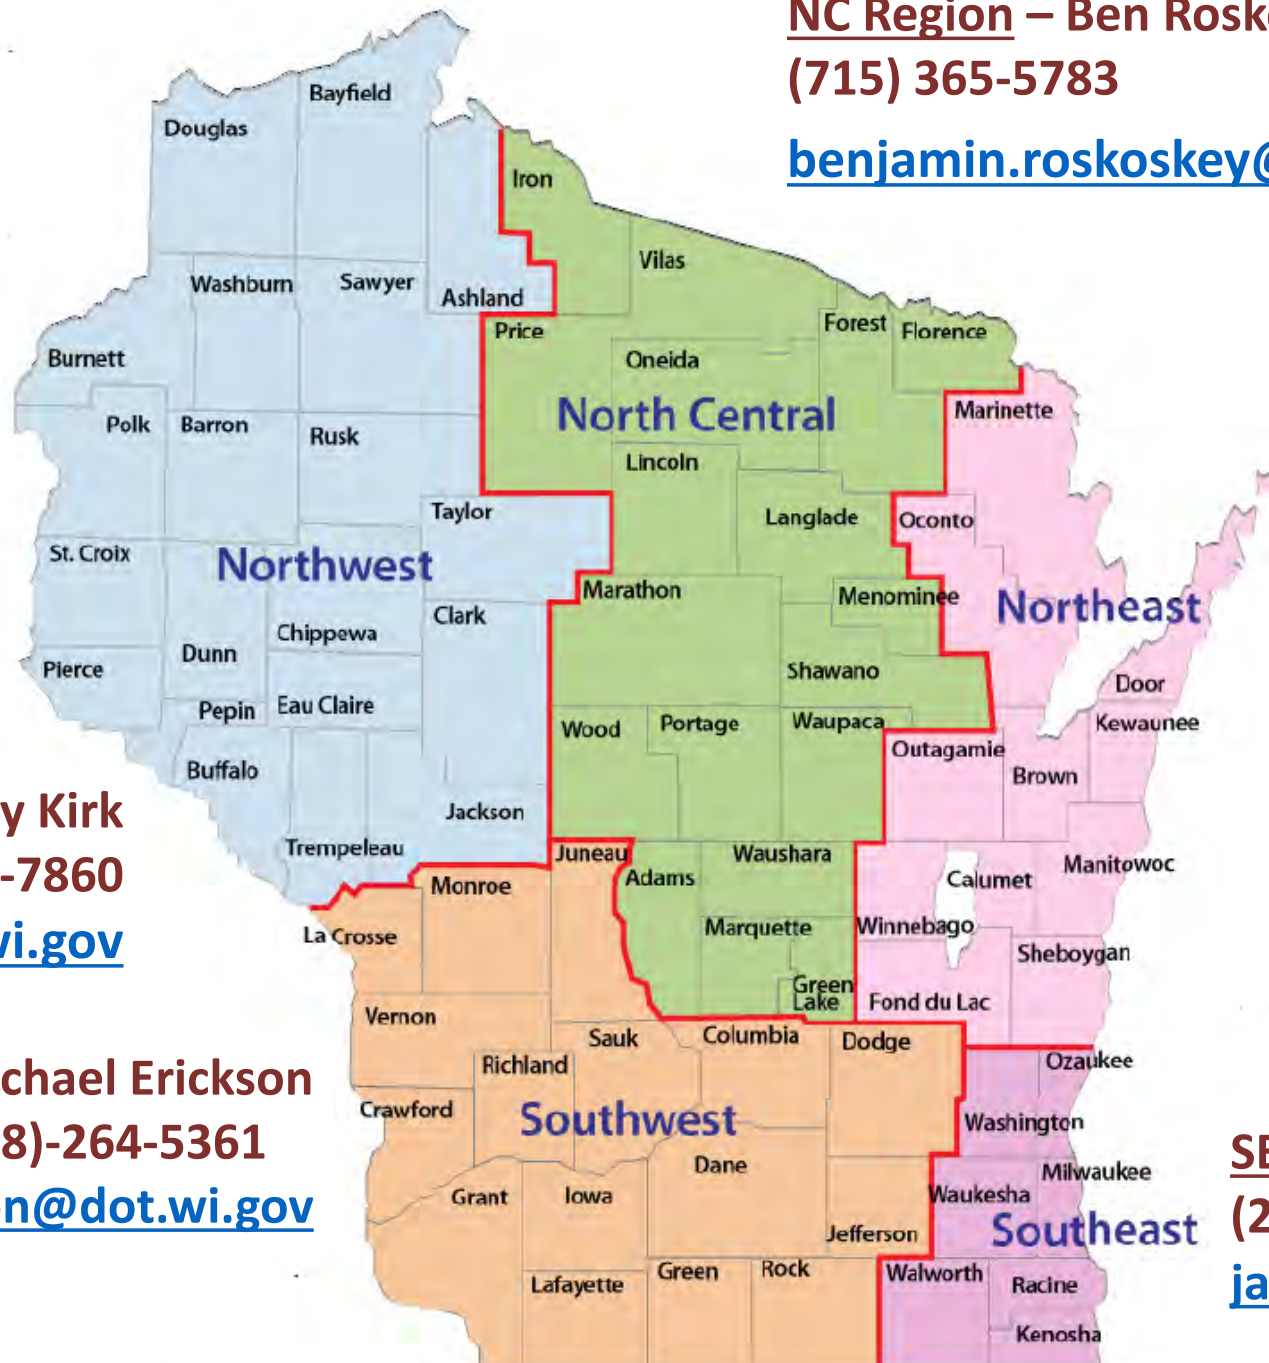 NC Region – Ben Rosk
(715) 365-5783
benjamin.roskoskey@
Bayfield
Douglas
Iron
Vilas
Washburn
Sawyer
Ashland
Price
Forest
Florence
Burnett
Oneida
North Central
Marinette
Polk
Barron
Rusk
Lincoln
Taylor
Langlade
Oconto
St. Croix
Northwest
Marathon
Menominee
Northeast
Clark
Chippewa
Dunn
Pierce
Shawano
Door
Pepin
Eau Claire
Wood
Portage
Waupaca
Kewaunee
Outagamie
Buffalo
Brown
y Kirk
Jackson
Trempeleau
Juneau
Waushara
-7860
Monroe
Adams
Calumet
Manitowoc
vi.gov
La Crosse
Marquette
Winnebago
Sheboygan
Green
Lake
Fond du Lac
Vernon
Sauk
Columbia
Dodge
Richland
Ozaukee
chael Erickson
Crawford
Southwest
Washington
8)-264-5361
Dane
Milwaukee
SE
Grant
Iowa
Waukesha
n@dot.wi.gov
Jefferson
Southeast
(2
Lafayette
Green
Rock
Walworth
Racine
ja
Kenosha